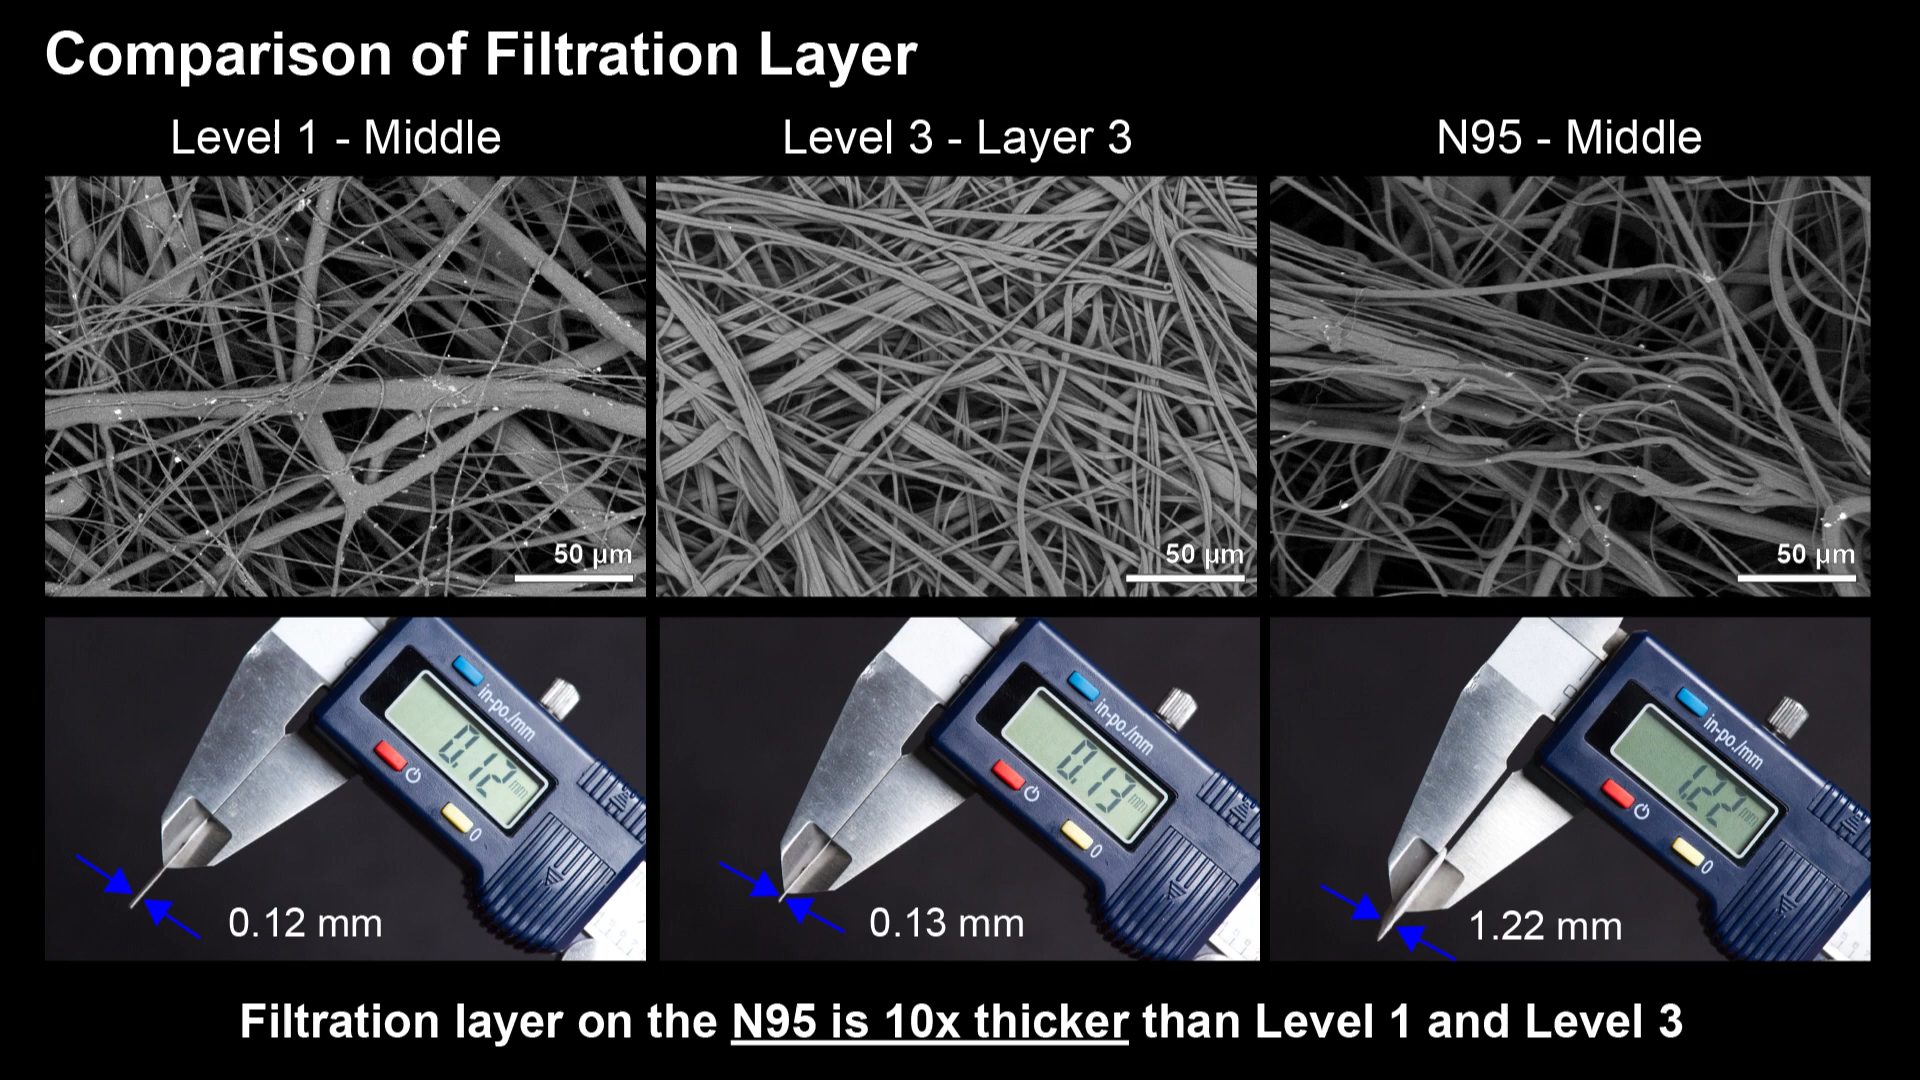 Comparison of Filtration Layer
Level 1 - Middle
Level 3 - Layer 3
N95 - Middle
50 µm
50 µm
50 µm
in-po./mm
0.12 mm
0
0.12 mm
in-po./mm
0.13 mm
0
0.13 mm
in-po./mm
1.22 mm
0
1.22 mm
Filtration layer on the N95 is 10x thicker than Level 1 and Level 3